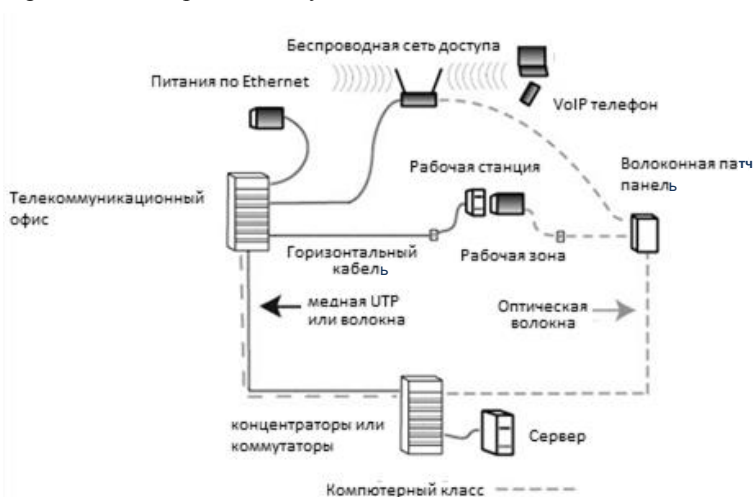 Беспроводная сеть доступа
Питания по Ethernet
VoIP телефон
Рабочая станция
Волоконная патч
панель
Телекоммуникационный
офис
Горизонтальный
кабель
Рабочая зона
медная UTP
или волокна
Оптическая
волокна
концентраторы или
коммутаторы
Сервер
Компютерный класс